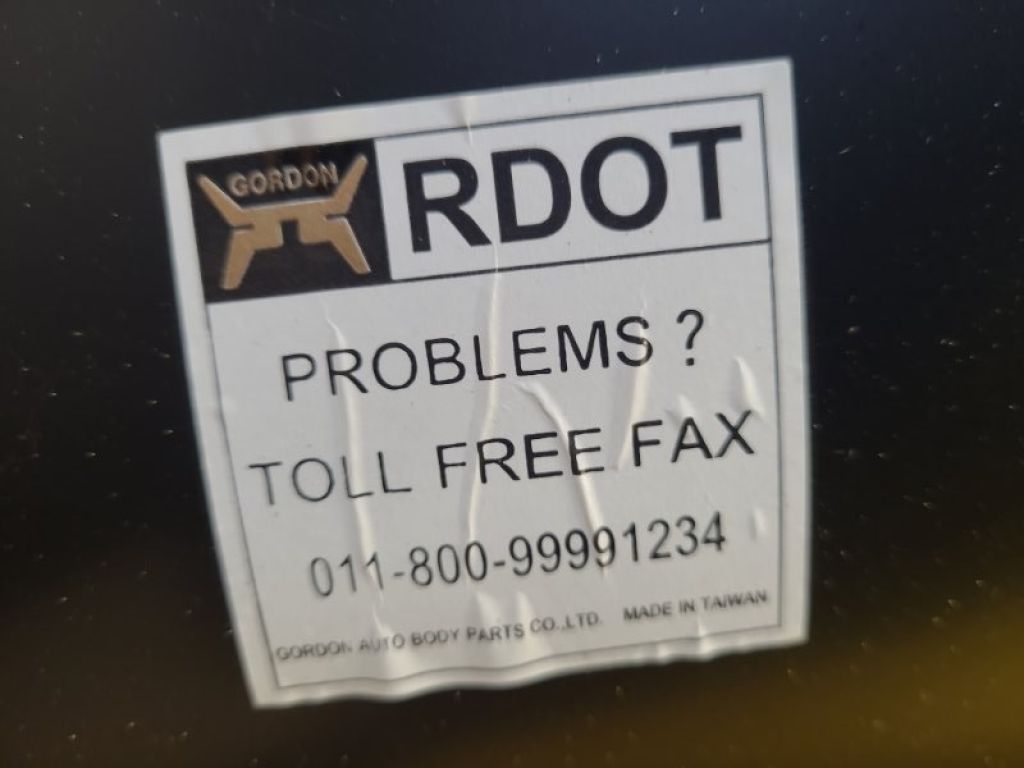 GORDON RDOT
PROBLEMS ?
TOLL FREE FAX
011-800-99991234
GORDON AUTO BODY PARTS CO.,LTD. MADE IN TAIWAN